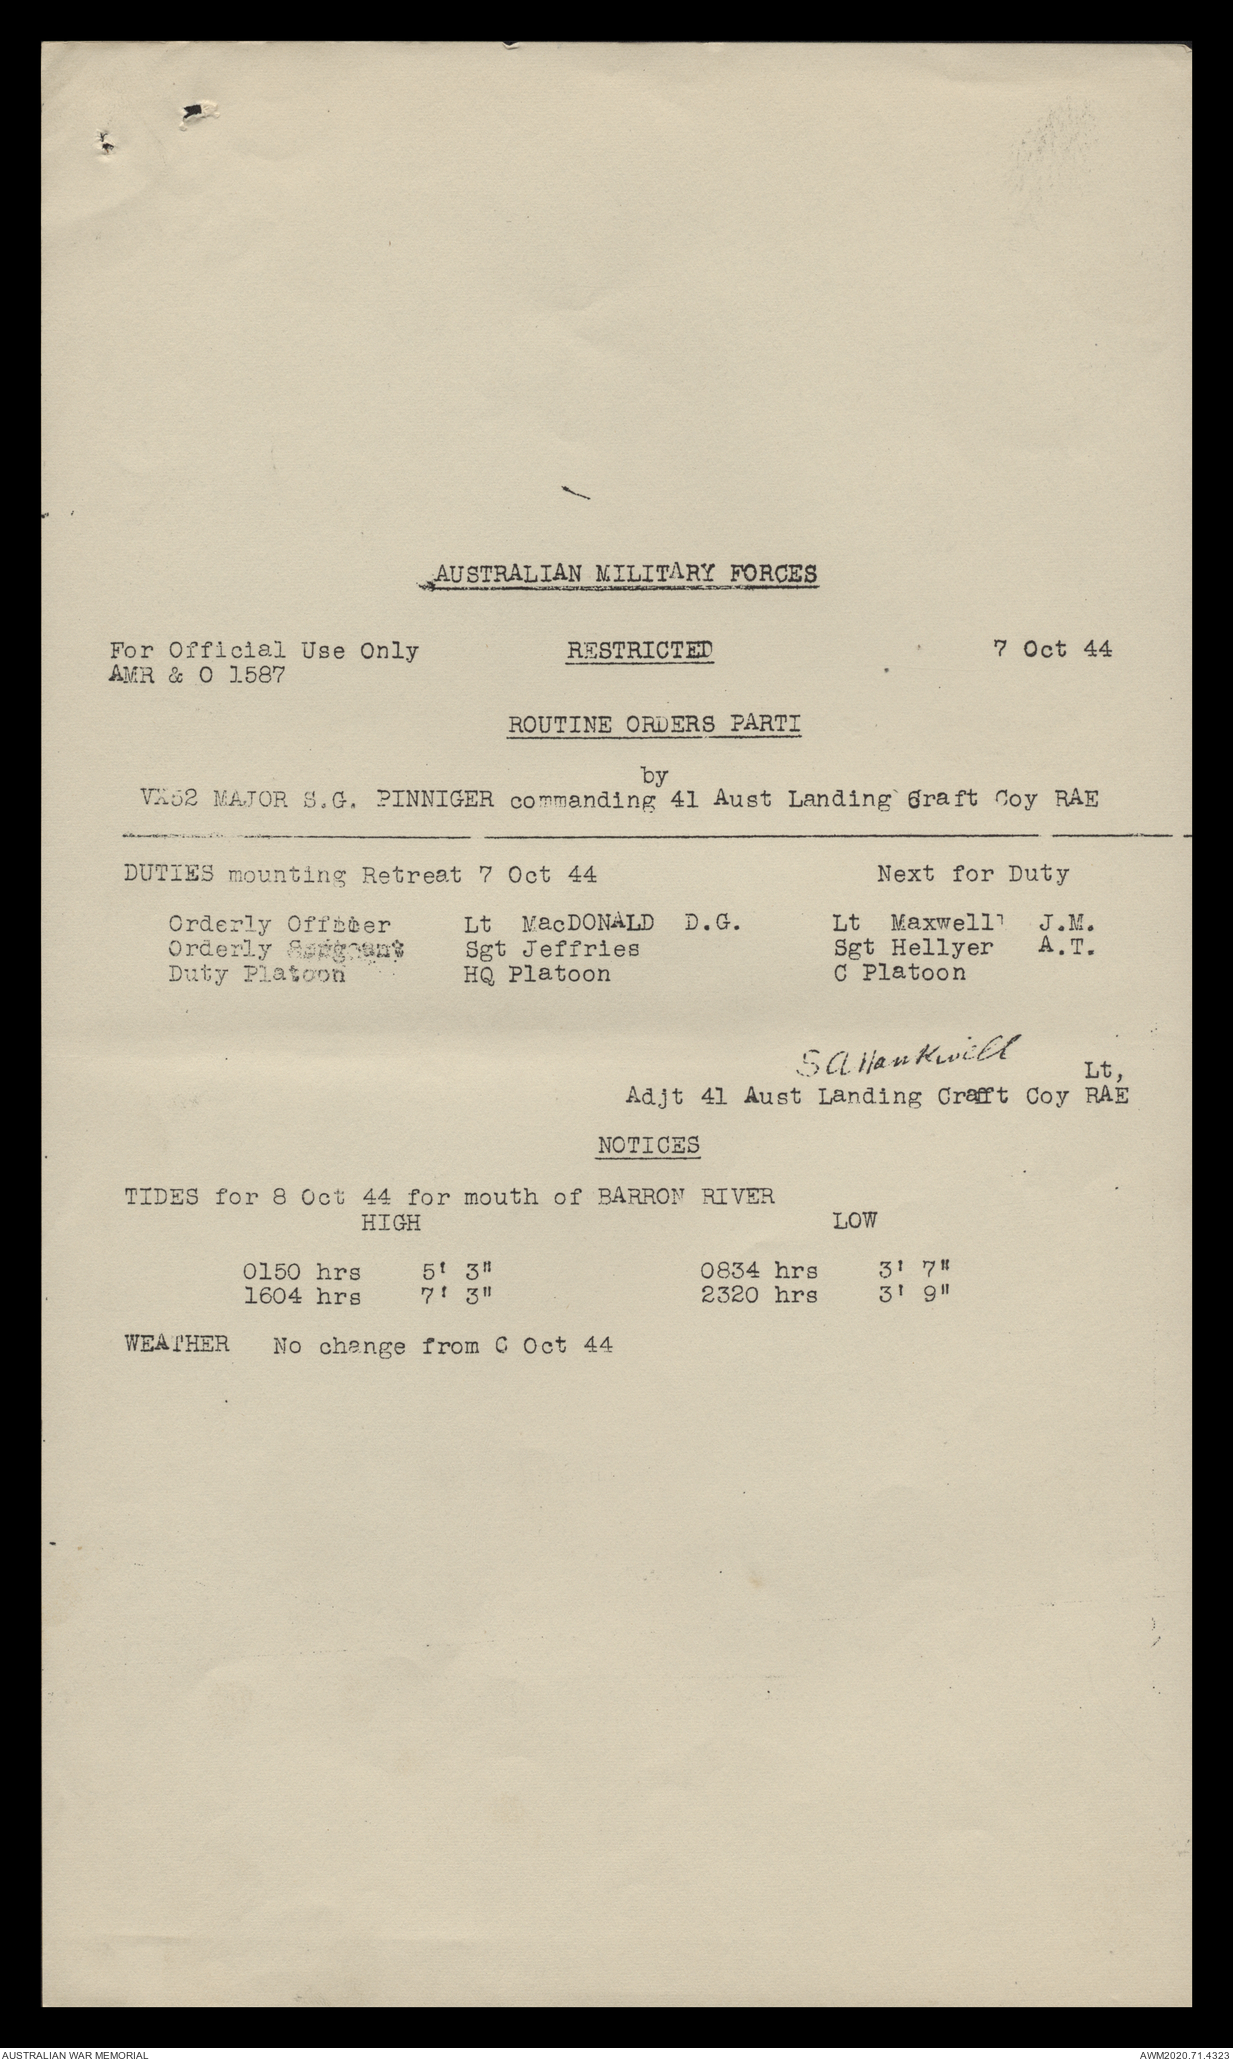 AUSTRALIAN MILITARY FORCES
For Official Use Only RESTRICTED 7 Oct 44
AMR & O 1587
ROUTINE ORDERS PARTI
by
VX52 MAJOR S.G. PINNIGER commanding 41 Aust Landing Craft Coy RAE
DUTIES mounting Retreat 7 Oct 44 Next for Duty
Orderly Officer Lt MacDONALD D.G. Lt Maxwell J.M.
Orderly Sergeant Sgt Jeffries Sgt Hellyer A.T.
Duty Platoon HQ Platoon C Platoon
Lt,
Adjt 41 Aust Landing Craft Coy RAE
NOTICES
TIDES for 8 Oct 44 for mouth of BARRON RIVER
HIGH LOW
0150 hrs 5' 3" 0834 hrs 3' 7"
1604 hrs 7' 3" 2320 hrs 3' 9"
WEATHER No change from Oct 44
AUSTRALIAN WAR MEMORIAL AWM2020.71.4323